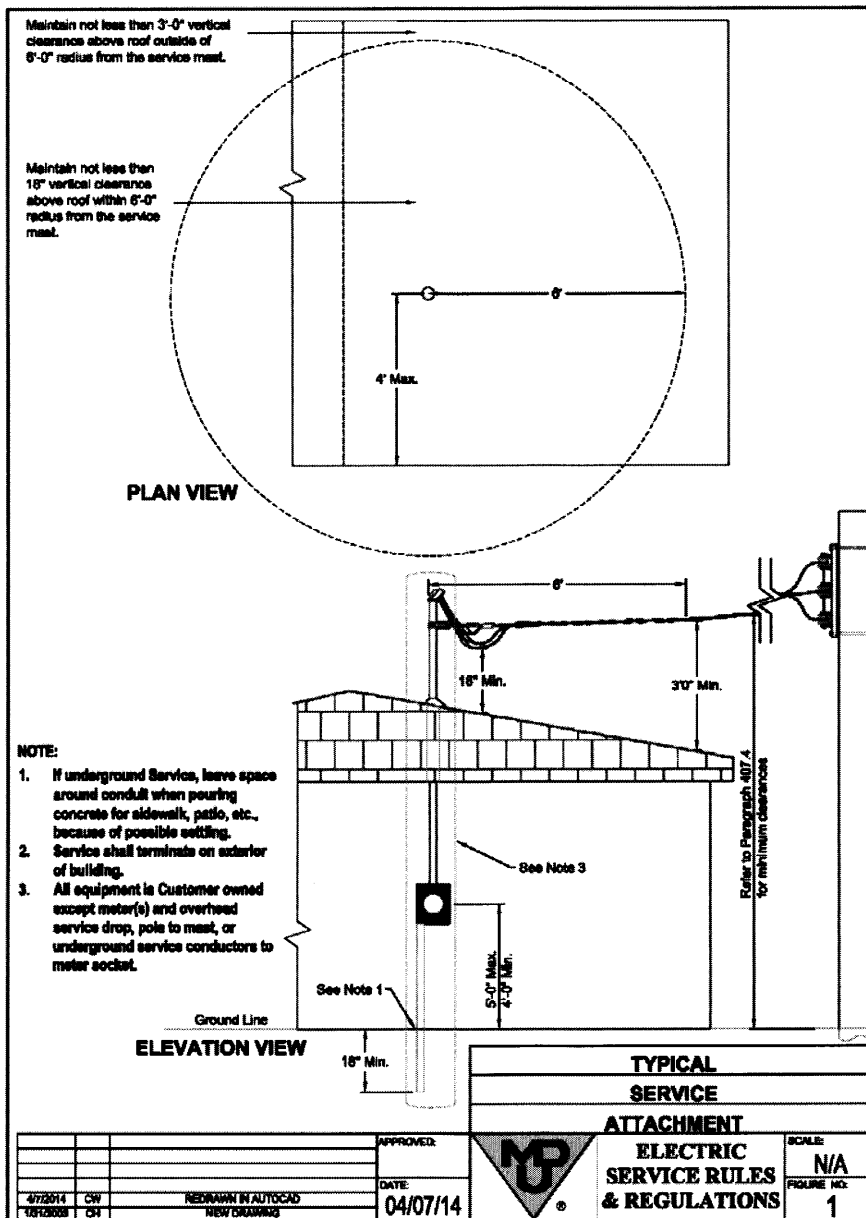 Maintain not less than 3'-0" vertical
clearance above roof outside of
6'-0" radius from the service mast.
Maintain not less than
18" vertical clearance
above roof within 6'-0"
radius from the service
mast.
6'
4' Max.
PLAN VIEW
6'
18" Min.
3'0" Min.
NOTE:
1. If underground Service, leave space
around conduit when pouring
concrete for sidewalk, patio, etc.,
because of possible settling.
2. Service shall terminate on exterior
of building.
3. All equipment is Customer owned
except meter(s) and overhead
service drop, pole to mast, or
underground service conductors to
meter socket.
See Note 3
Refer to Paragraph 407.4
for minimum clearances
5'-0" Max.
4'-0" Min.
See Note 1
Ground Line
ELEVATION VIEW
18" Min.
TYPICAL
SERVICE
ATTACHMENT
APPROVED:
DATE:
04/07/14
MDU
®
ELECTRIC
SERVICE RULES
& REGULATIONS
SCALE:
N/A
FIGURE NO:
1
4/7/2014 CW REDRAWN IN AUTOCAD
CH NEW DRAWING